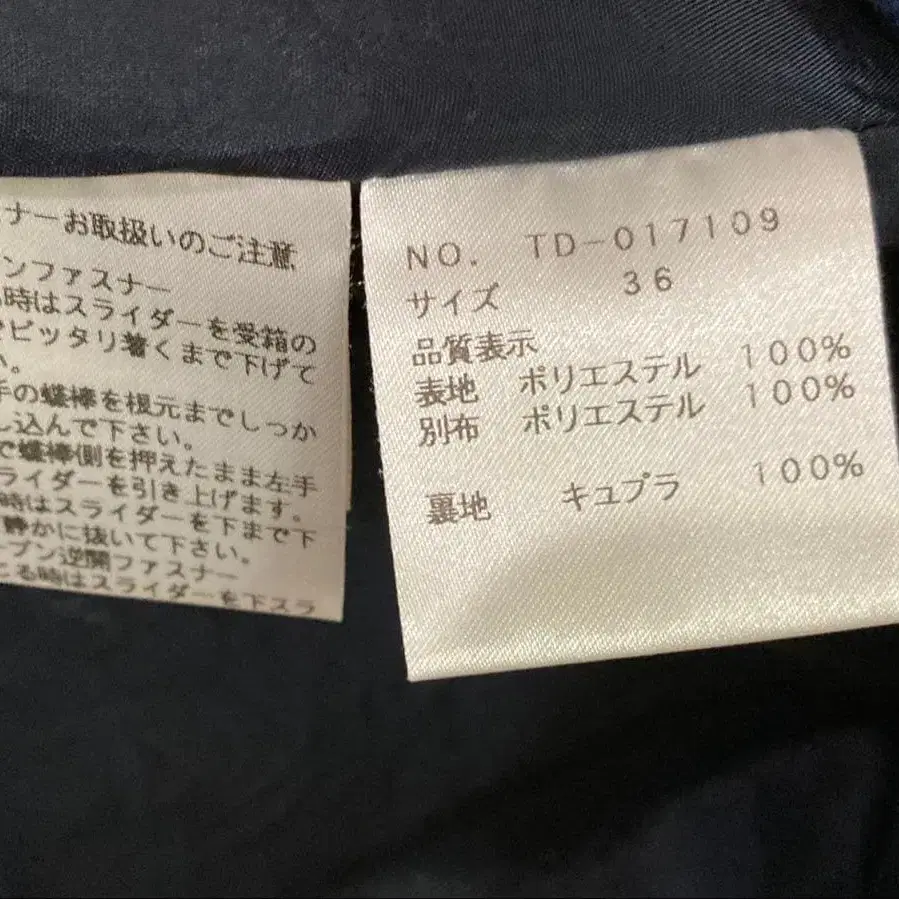 ナーお取扱いのご注意
ンファスナー
時はスライダーを受箱の
ピッタリ着くまで下げて
い。
手の蝶棒を根元までしっか
し込んで下さい。
で蝶棒側を押えたまま左手
ライダーを引き上げます。
時はスライダーを下まで下
静かに抜いて下さい。
ープン逆開ファスナー
じる時はスライダーを下スラ
NO. TD-017109
サイズ 36
品質表示
表地 ポリエステル 100%
別布 ポリエステル 100%
裏地 キュプラ 100%